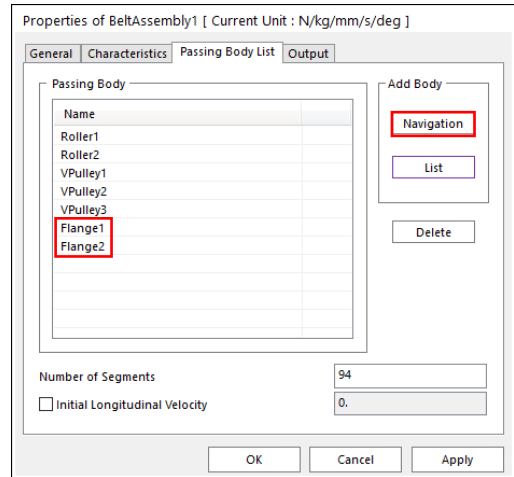 Properties of BeltAssembly1 [ Current Unit : N/kg/mm/s/deg ]
General Characteristics Passing Body List Output
Passing Body
Add Body
Name
Navigation
Roller1
Roller2
List
VPulley1
VPulley2
VPulley3
Flange1
Delete
Flange2
Number of Segments 94
Initial Longitudinal Velocity 0.
OK Cancel Apply